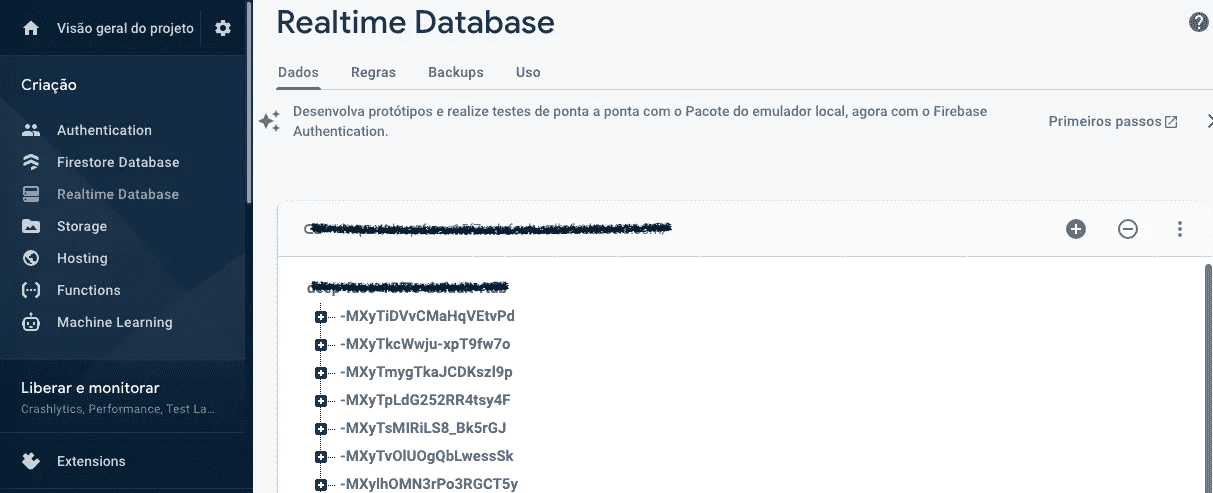 Visão geral do projeto
Criação
Authentication
Firestore Database
Realtime Database
Storage
Hosting
Functions
Machine Learning
Liberar e monitorar
Crashlytics, Performance, Test La...
Extensions
Realtime Database
Dados Regras Backups Uso
Desenvolva protótipos e realize testes de ponta a ponta com o Pacote do emulador local, agora com o Firebase
Authentication.
Primeiros passos
-MXyTiDVvCMaHqVEtvPd
-MXyTkcWwju-xpT9fw7o
-MXyTmygTkaJCDKszl9p
-MXyTpLdG252RR4tsy4F
-MXyTsMIRiLS8_Bk5rGJ
-MXyTvOlUOgQbLwessSk
-MXylhOMN3rPo3RGCT5y